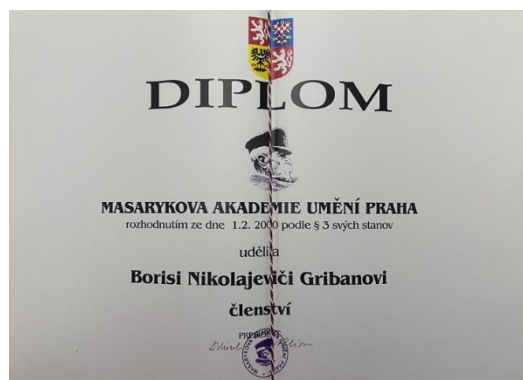 DIPLOM
MASARYKOVA AKADEMIE UMĚNÍ PRAHA
rozhodnutím ze dne 1.2. 2000 podle § 3 svých stanov
udělila
Borisi Nikolajeviči Gribanovi
členství
PREZIDENT